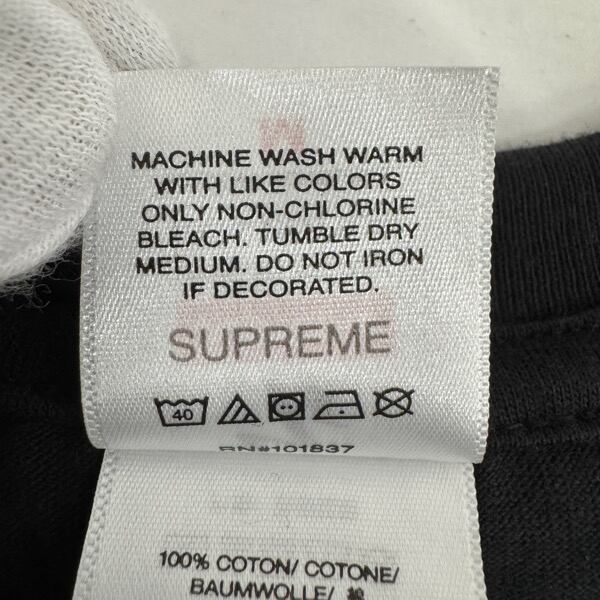 MACHINE WASH WARM
WITH LIKE COLORS
ONLY NON-CHLORINE
BLEACH. TUMBLE DRY
MEDIUM. DO NOT IRON
IF DECORATED.
SUPREME
40
RN#101837
100% COTON/ COTONE/
BAUMWOLLE/